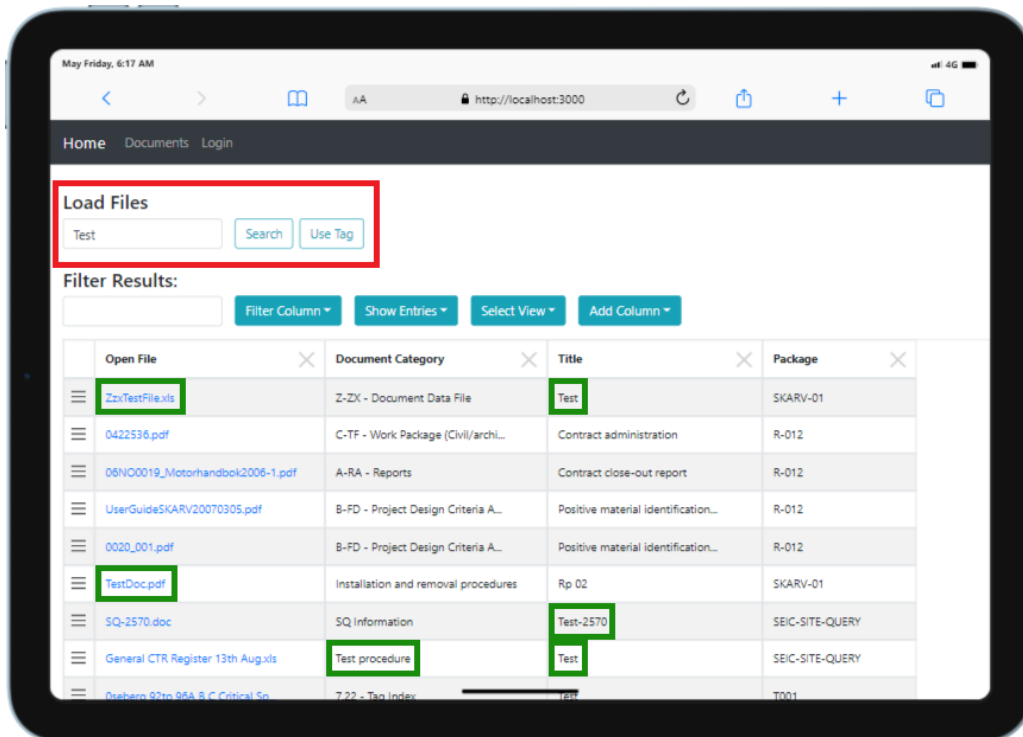 May Friday, 6:17 AM 4G
AA http://localhost:3000
Home Documents Login
Load Files
Test Search Use Tag
Filter Results:
Filter Column Show Entries Select View Add Column
Open File Document Category Title Package
ZzxTestFile.xls Z-ZX - Document Data File Test SKARV-01
0422536.pdf C-TF - Work Package (Civil/archi... Contract administration R-012
06NO0019_Motorhandbok2006-1.pdf A-RA - Reports Contract close-out report R-012
UserGuideSKARV20070305.pdf B-FD - Project Design Criteria A... Positive material identification... R-012
0020_001.pdf B-FD - Project Design Criteria A... Positive material identification... R-012
TestDoc.pdf Installation and removal procedures Rp 02 SKARV-01
SQ-2570.doc SQ Information Test-2570 SEIC-SITE-QUERY
General CTR Register 13th Aug.xls Test procedure Test SEIC-SITE-QUERY
Oseberg 92to 96A B C Critical Sp... 7.22 - Tag Index Test T001